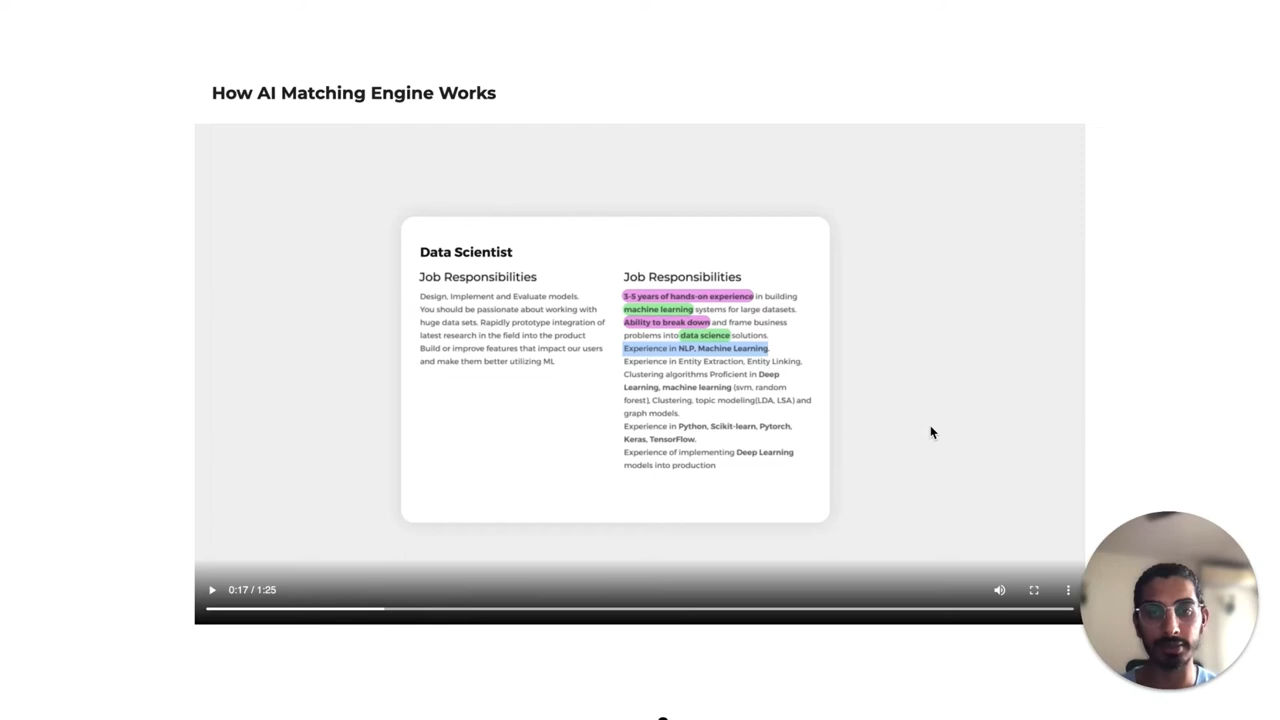 How AI Matching Engine Works
Data Scientist
Job Responsibilities
Design, Implement and Evaluate models.
You should be passionate about working with
huge data sets. Rapidly prototype integration of
latest research in the field into the product
Build or improve features that impact our users
and make them better utilizing ML
Job Responsibilities
3-5 years of hands-on experience in building
machine learning systems for large datasets.
Ability to break down and frame business
problems into data science solutions.
Experience in NLP, Machine Learning,
Experience in Entity Extraction, Entity Linking,
Clustering algorithms Proficient in Deep
Learning, machine learning (svm, random
forest), Clustering, topic modeling(LDA, LSA) and
graph models.
Experience in Python, Scikit-learn, Pytorch,
Keras, TensorFlow.
Experience of implementing Deep Learning
models into production
0:17 / 1:25